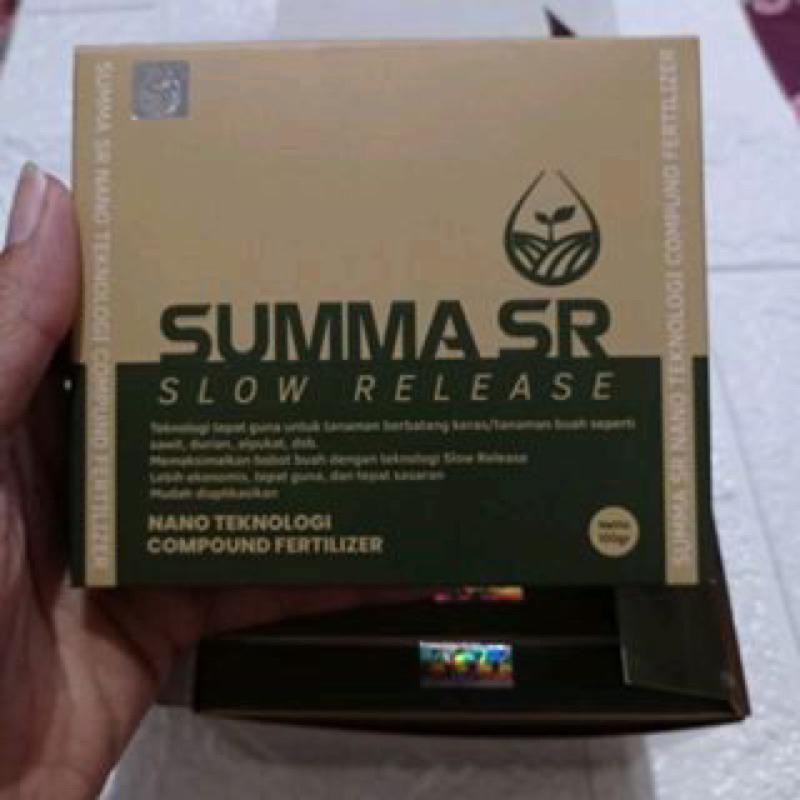 SUMMA SR NANO TEKNOLOGI COMPOUND FERTILIZER
SUMMA SR
SLOW RELEASE
Teknologi tepat guna untuk tanaman berbatang keras/tanaman buah seperti
sawit, durian, alpukat, dsb.
Memaksimalkan bobot buah dengan teknologi Slow Release
Lebih ekonomis, tepat guna, dan tepat sasaran
Mudah diaplikasikan
NANO TEKNOLOGI
COMPOUND FERTILIZER
Netto
100gr
SUMMA SR NANO TEKNOLOGI COMPUND FERTILIZER